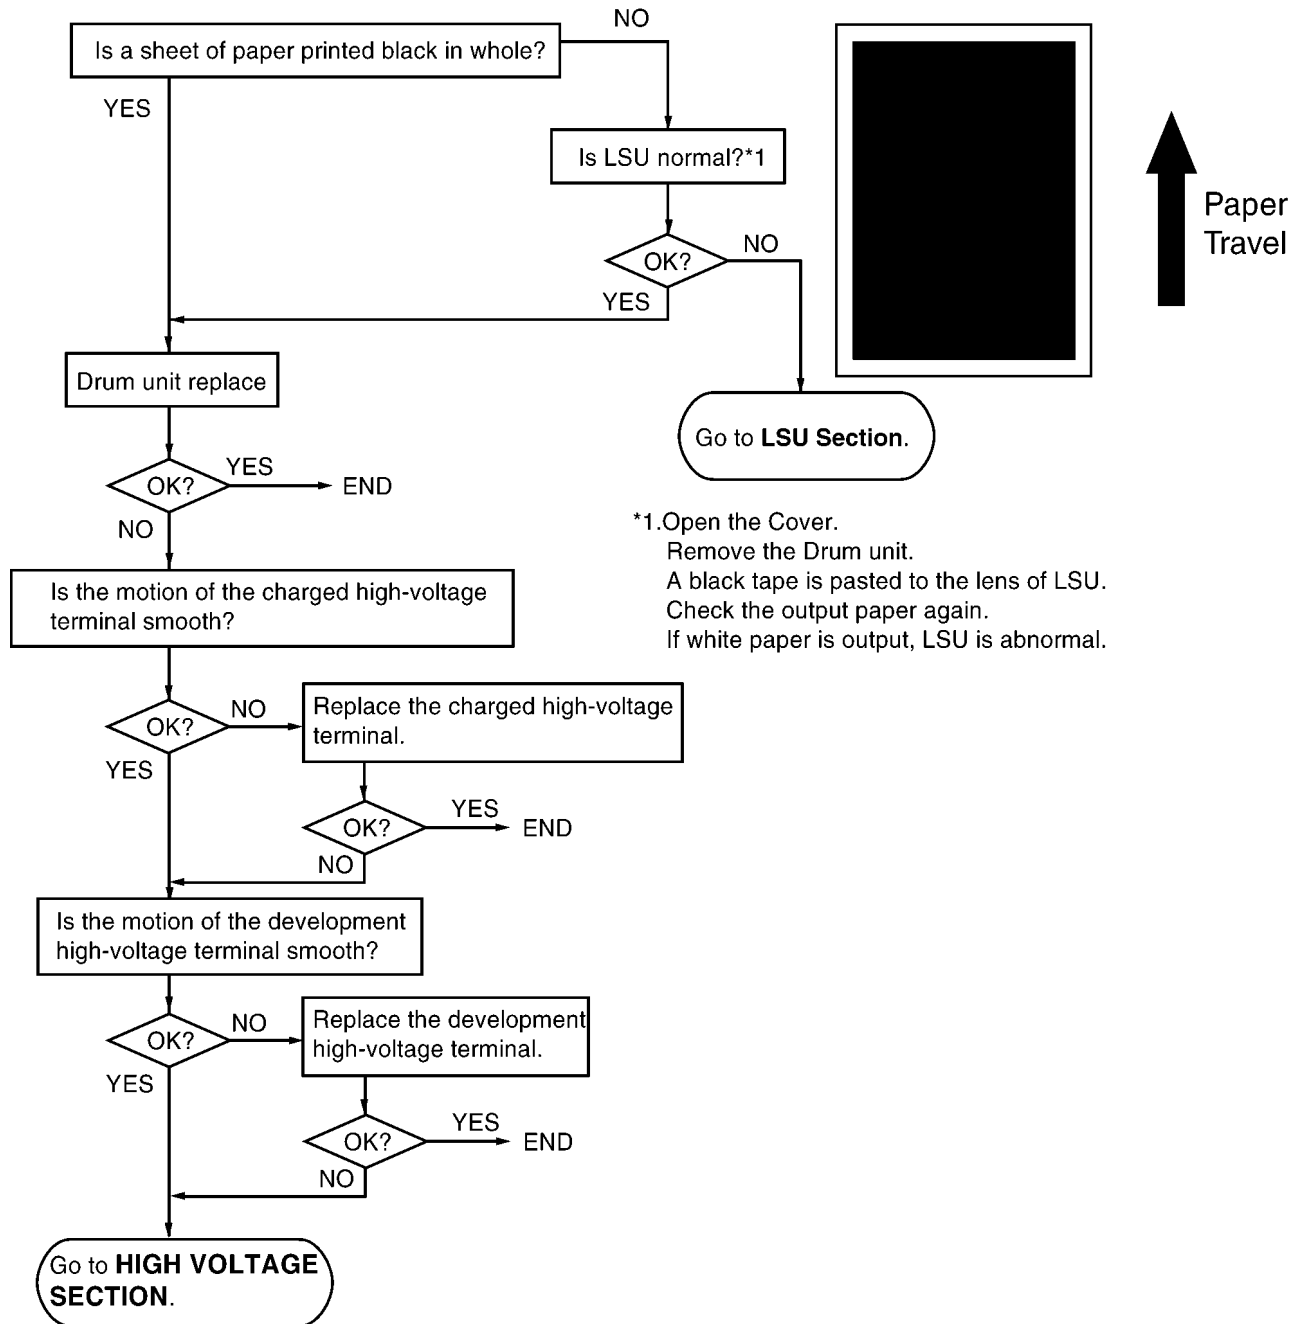 NO
Is a sheet of paper printed black in whole?
YES
Is LSU normal?*1
Paper
Travel
OK?
NO
YES
Drum unit replace
Go to LSU Section.
OK?
YES
END
NO
*1.Open the Cover.
Remove the Drum unit.
A black tape is pasted to the lens of LSU.
Check the output paper again.
If white paper is output, LSU is abnormal.
Is the motion of the charged high-voltage
terminal smooth?
OK?
NO
Replace the charged high-voltage
terminal.
YES
OK?
YES
END
NO
Is the motion of the development
high-voltage terminal smooth?
OK?
NO
Replace the development
high-voltage terminal.
YES
OK?
YES
END
NO
Go to HIGH VOLTAGE
SECTION.